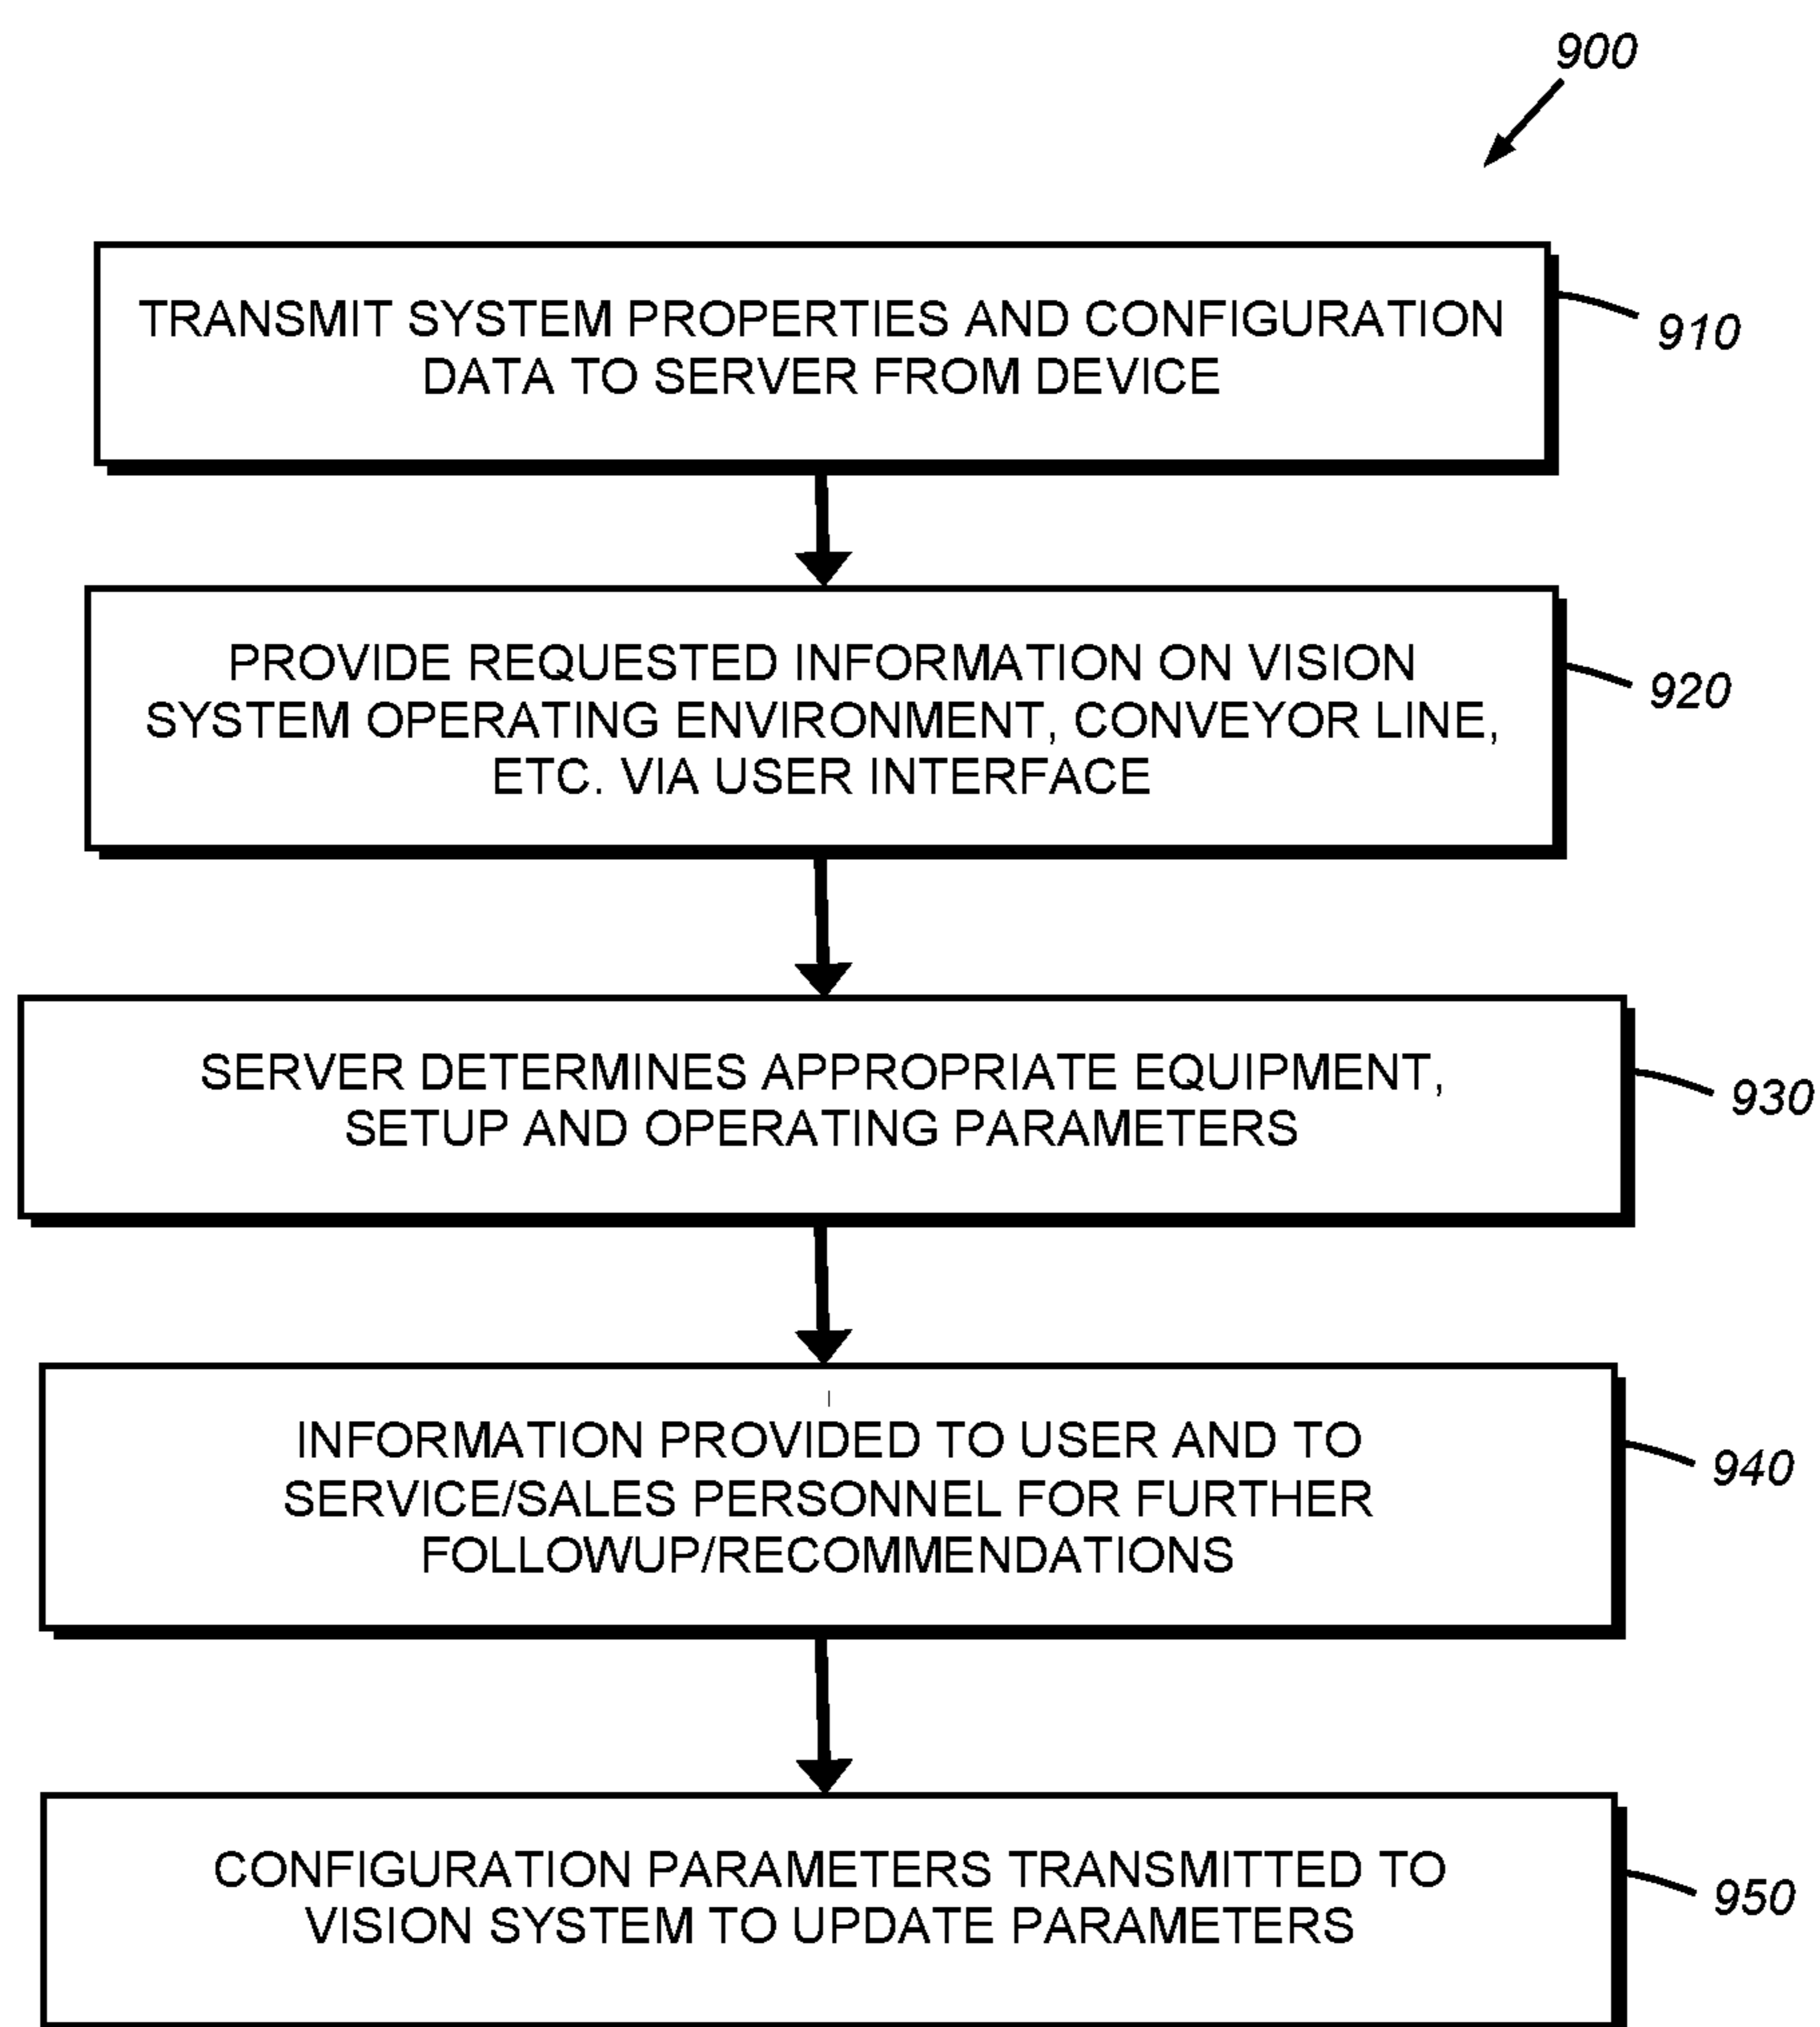 900
TRANSMIT SYSTEM PROPERTIES AND CONFIGURATION
DATA TO SERVER FROM DEVICE
910
PROVIDE REQUESTED INFORMATION ON VISION
SYSTEM OPERATING ENVIRONMENT, CONVEYOR LINE,
ETC. VIA USER INTERFACE
920
SERVER DETERMINES APPROPRIATE EQUIPMENT,
SETUP AND OPERATING PARAMETERS
930
INFORMATION PROVIDED TO USER AND TO
SERVICE/SALES PERSONNEL FOR FURTHER
FOLLOWUP/RECOMMENDATIONS
940
CONFIGURATION PARAMETERS TRANSMITTED TO
VISION SYSTEM TO UPDATE PARAMETERS
950